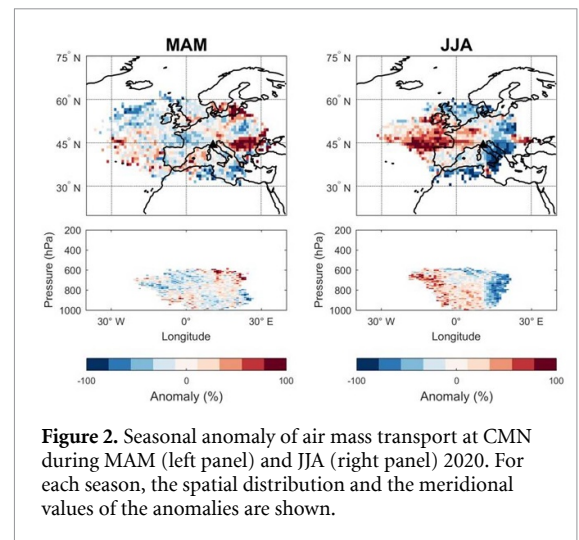 MAM
JJA
75° N
60° N
45° N
30° N
75° N
60° N
45° N
30° N
200
400
600
800
1000
Pressure (hPa)
30° W
0°
30° E
Longitude
200
400
600
800
1000
Pressure (hPa)
30° W
0°
30° E
Longitude
-100
0
100
Anomaly (%)
-100
0
100
Anomaly (%)
Figure 2. Seasonal anomaly of air mass transport at CMN
during MAM (left panel) and JJA (right panel) 2020. For
each season, the spatial distribution and the meridional
values of the anomalies are shown.